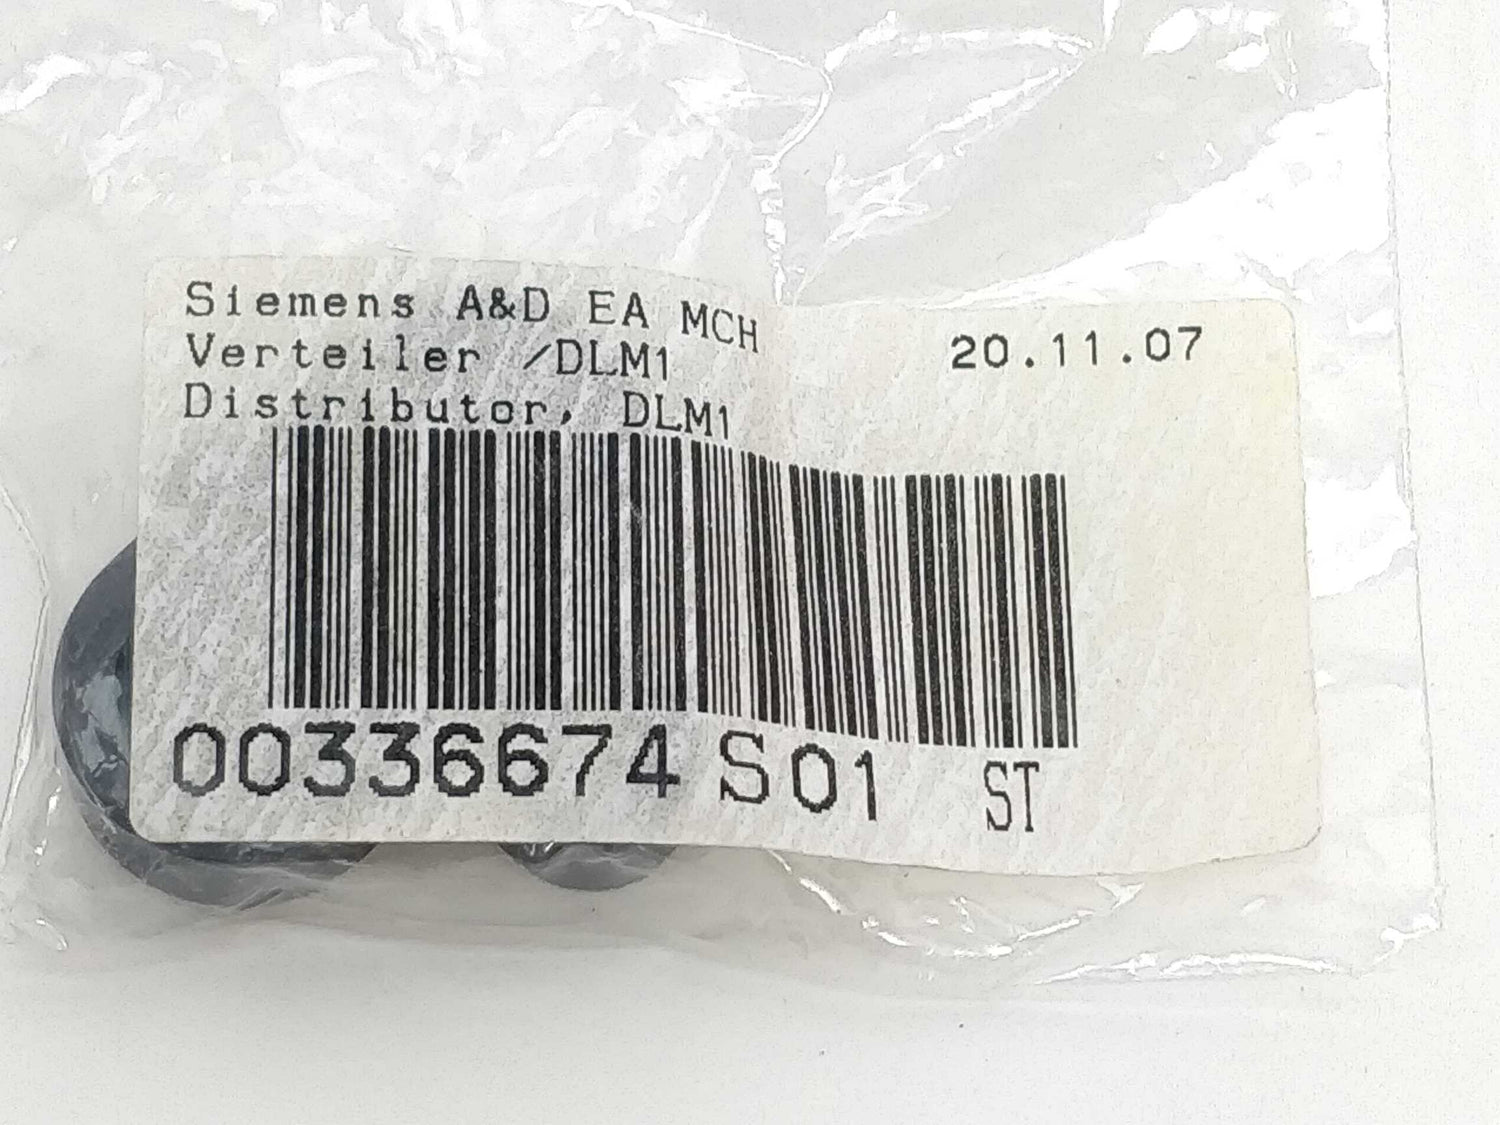 Siemens A&D EA MCH
20.11.07
Verteiler /DLM1
Distributor, DLM1
00336674 S01 ST